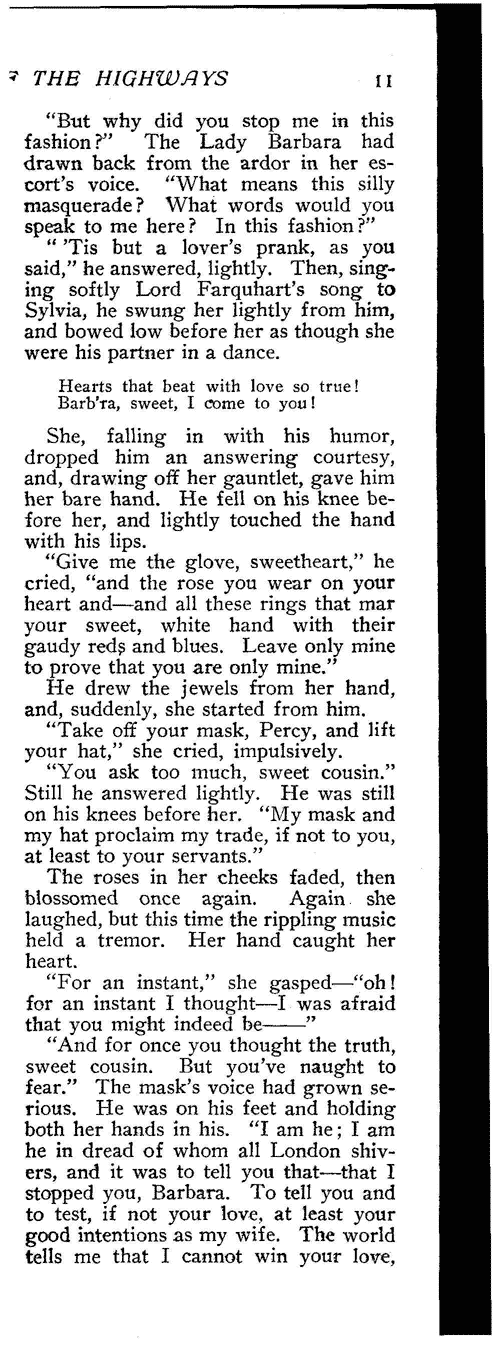 THE HIGHWAYS 11
"But why did you stop me in this
fashion?" The Lady Barbara had
drawn back from the ardor in her es-
cort's voice. "What means this silly
masquerade? What words would you
speak to me here? In this fashion?"
" 'Tis but a lover's prank, as you
said," he answered, lightly. Then, sing-
ing softly Lord Farquhart's song to
Sylvia, he swung her lightly from him,
and bowed low before her as though she
were his partner in a dance.
Hearts that beat with love so true!
Barb'ra, sweet, I come to you!
She, falling in with his humor,
dropped him an answering courtesy,
and, drawing off her gauntlet, gave him
her bare hand. He fell on his knee be-
fore her, and lightly touched the hand
with his lips.
"Give me the glove, sweetheart," he
cried, "and the rose you wear on your
heart and—and all these rings that mar
your sweet, white hand with their
gaudy reds and blues. Leave only mine
to prove that you are only mine."
He drew the jewels from her hand,
and, suddenly, she started from him.
"Take off your mask, Percy, and lift
your hat," she cried, impulsively.
"You ask too much, sweet cousin."
Still he answered lightly. He was still
on his knees before her. "My mask and
my hat proclaim my trade, if not to you,
at least to your servants."
The roses in her cheeks faded, then
blossomed once again. Again she
laughed, but this time the rippling music
held a tremor. Her hand caught her
heart.
"For an instant," she gasped—"oh!
for an instant I thought—I was afraid
that you might indeed be——"
"And for once you thought the truth,
sweet cousin. But you've naught to
fear." The mask's voice had grown se-
rious. He was on his feet and holding
both her hands in his. "I am he; I am
he in dread of whom all London shiv-
ers, and it was to tell you that—that I
stopped you, Barbara. To tell you and
to test, if not your love, at least your
good intentions as my wife. The world
tells me that I cannot win your love,